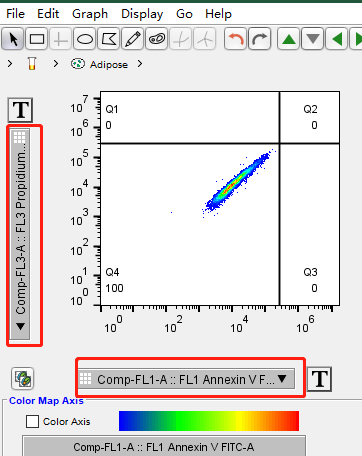 File Edit Graph Display Go Help
> > Adipose >
T
Comp-FL3-A :: FL3 Propidium...
10^7
10^6
10^5
10^4
10^3
10^2
10^1
10^0
Q1
0
Q2
0
Q4
100
Q3
0
10^0 10^2 10^4 10^6
Comp-FL1-A :: FL1 Annexin V F... T
Color Map Axis
Color Axis
Comp-FL1-A :: FL1 Annexin V FITC-A